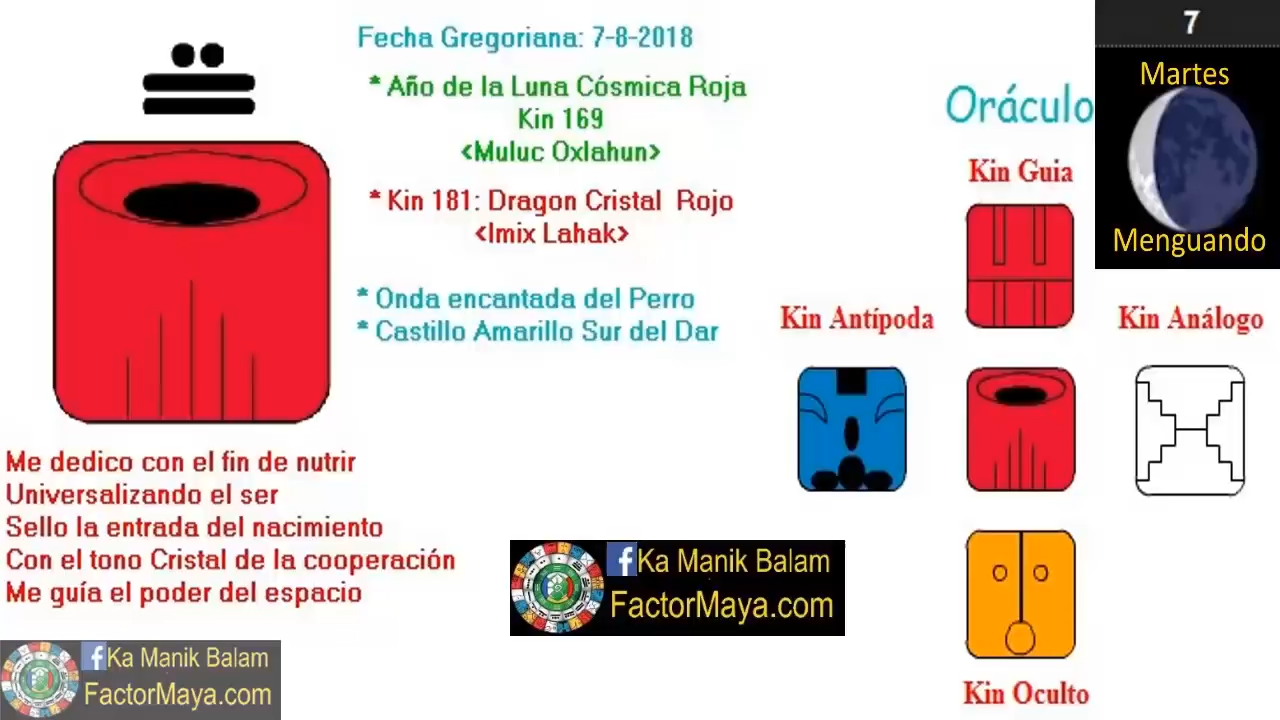 Fecha Gregoriana: 7-8-2018
* Año de la Luna Cósmica Roja
Kin 169
<Muluc Oxlahun>
* Kin 181: Dragon Cristal Rojo
<Imix Lahak>
* Onda encantada del Perro
* Castillo Amarillo Sur del Dar
Me dedico con el fin de nutrir
Universalizando el ser
Sello la entrada del nacimiento
Con el tono Cristal de la cooperación
Me guía el poder del espacio
7
Martes
Menguando
Oráculo
Kin Guia
Kin Antípoda
Kin Análogo
Kin Oculto
f Ka Manik Balam
FactorMaya.com
f Ka Manik Balam
FactorMaya.com